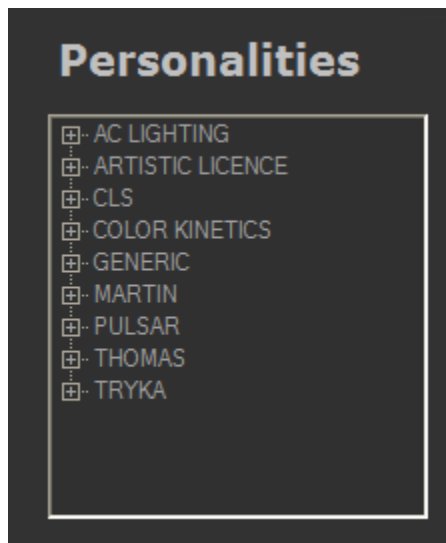 Personalities
AC LIGHTING
ARTISTIC LICENCE
CLS
COLOR KINETICS
GENERIC
MARTIN
PULSAR
THOMAS
TRYKA